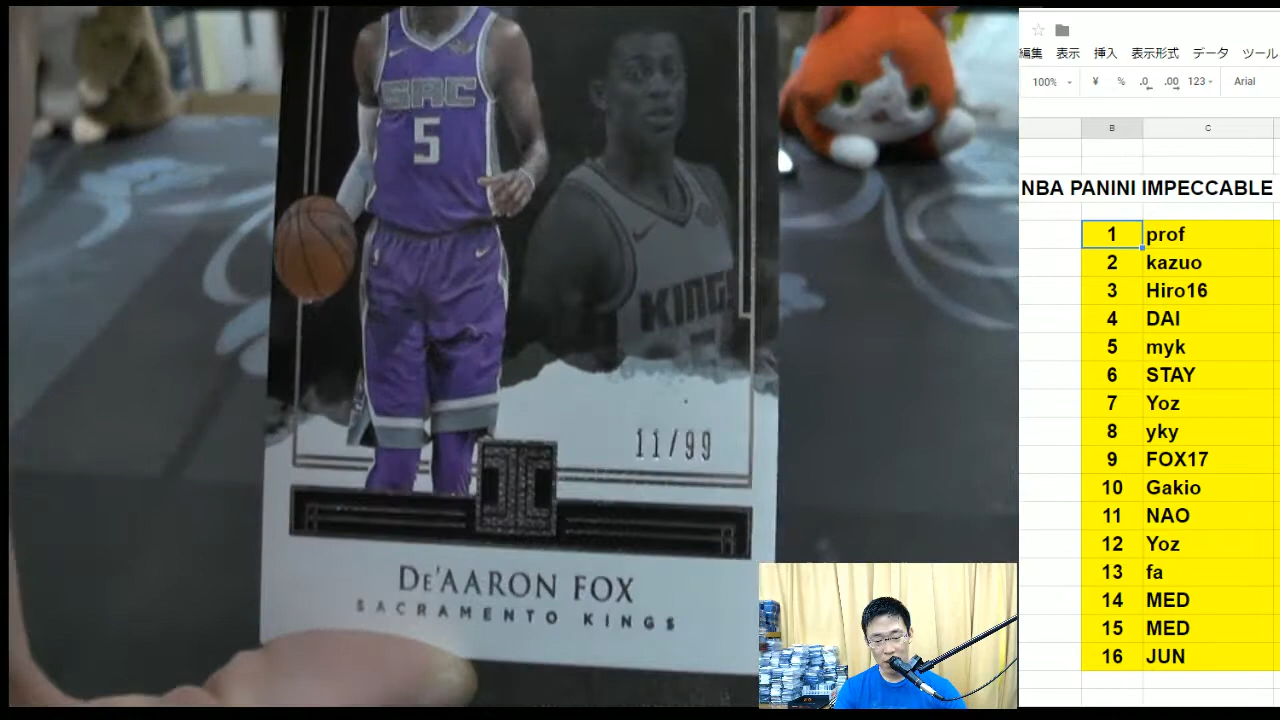 SAC
5
KINGS
11/99
DE'AARON FOX
SACRAMENTO KINGS
編集 表示 挿入 表示形式 データ ツール
100% ¥ % .0 .00 123 Arial
B C
NBA PANINI IMPECCABLE
1 prof
2 kazuo
3 Hiro16
4 DAI
5 myk
6 STAY
7 Yoz
8 yky
9 FOX17
10 Gakio
11 NAO
12 Yoz
13 fa
14 MED
15 MED
16 JUN